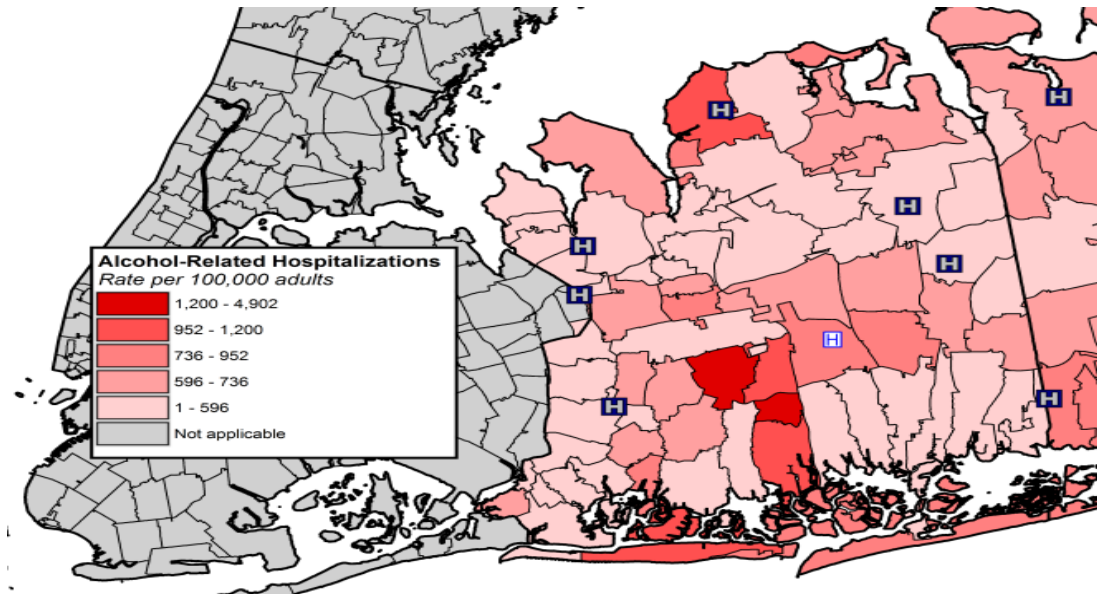 H
H
H
H
H
H
Alcohol-Related Hospitalizations
Rate per 100,000 adults
1,200 - 4,902
952 - 1,200
736 - 952
596 - 736
1 - 596
Not applicable
H
H
H